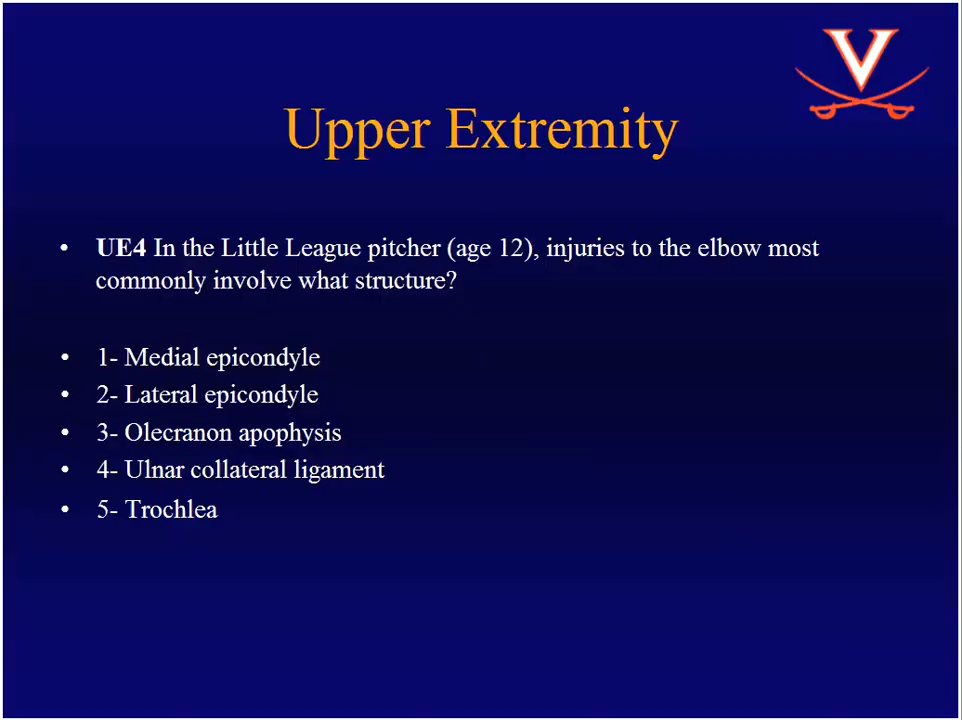 V
Upper Extremity
• UE4 In the Little League pitcher (age 12), injuries to the elbow most
commonly involve what structure?
• 1- Medial epicondyle
• 2- Lateral epicondyle
• 3- Olecranon apophysis
• 4- Ulnar collateral ligament
• 5- Trochlea